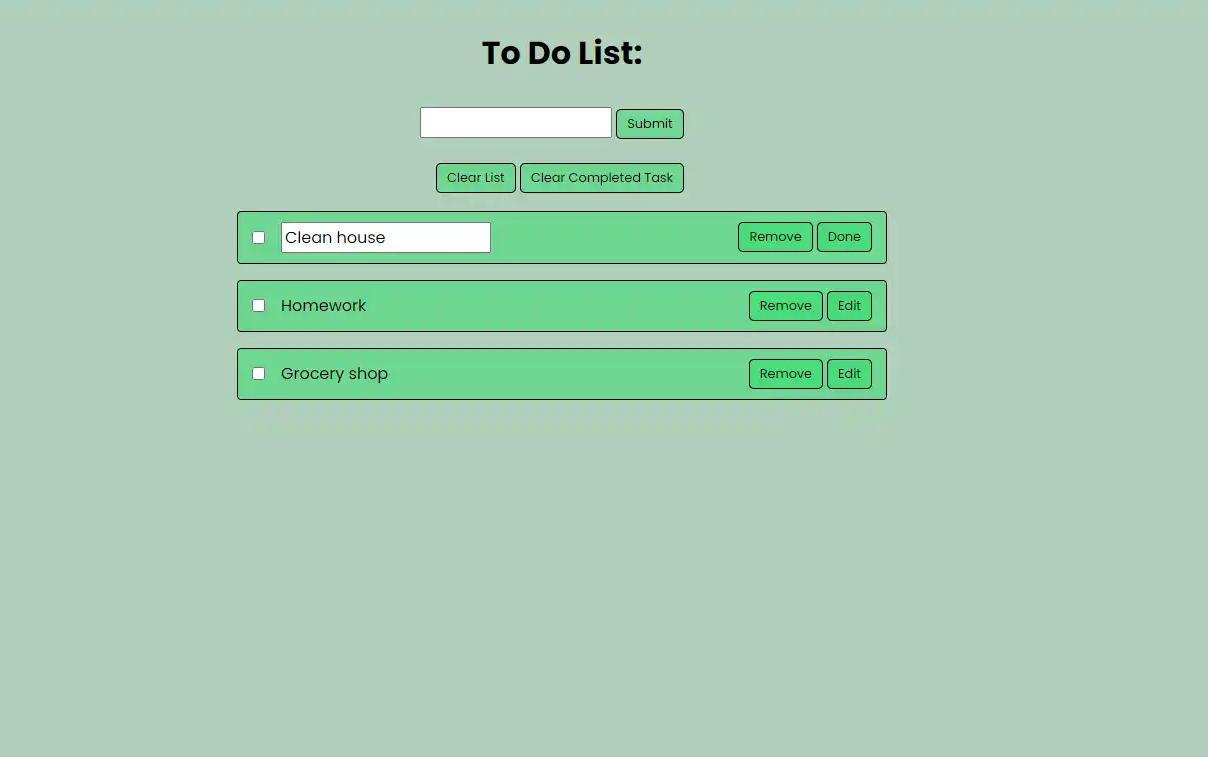 To Do List:
Submit
Clear List Clear Completed Task
Clean house Remove Done
Homework Remove Edit
Grocery shop Remove Edit